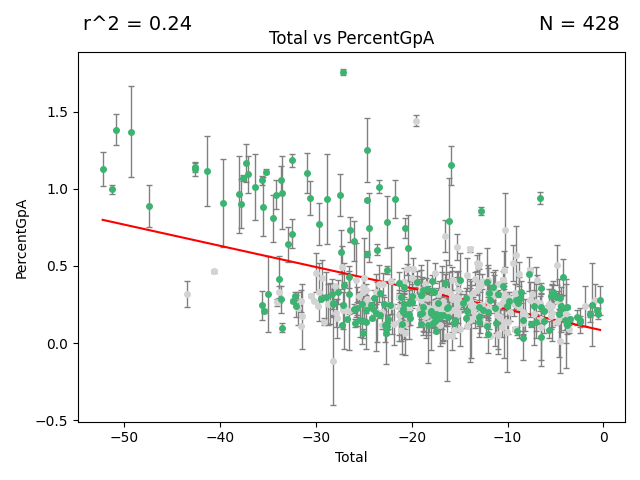 r^2 = 0.24
N = 428
Total vs PercentGpA
PercentGpA
1.5
1.0
0.5
0.0
−0.5
−50
−40
−30
−20
−10
0
Total